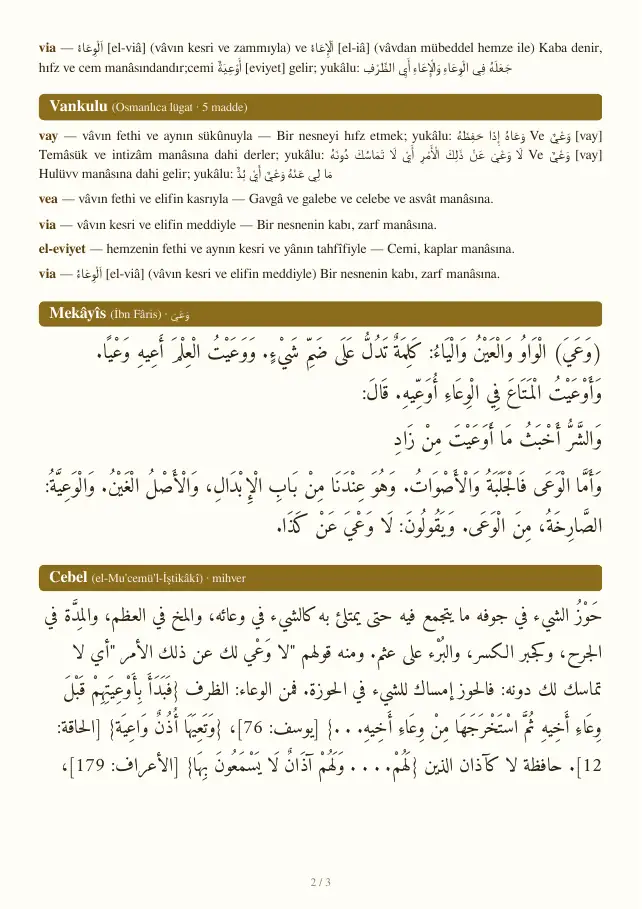 via — اَلْوِعَاءُ [el-viâ] (vâvın kesri ve zammıyla) ve اَلْإِعَاءُ [el-iâ] (vâvdan mübeddel hemze ile) Kaba denir,
hıfz ve cem manâsındandır;cemi أَوْعِيَةٌ [eviyet] gelir; yukâlu: جَعَلَهُ فِي الْوِعَاءِ وَالْإِعَاءِ أَيِ الظَّرْفِ
Vankulu (Osmanlıca lügat · 5 madde)
vay — vâvın fethi ve aynın sükûnuyla — Bir nesneyi hıfz etmek; yukâlu: وَعَاهُ إِذَا حَفِظَهُ Ve وَعْيٌ [vay]
Temâsük ve intizâm manâsına dahi derler; yukâlu: لَا وَعْيَ عَنْ ذَلِكَ الْأَمْرِ أَيْ لَا تَمَاسُكَ دُونَهُ Ve وَعْيٌ [vay]
Hulüvv manâsına dahi gelir; yukâlu: مَا لِي عَنْهُ وَعْيٌ أَيْ بُدٌّ
vea — vâvın fethi ve elifin kasrıyla — Gavgâ ve galebe ve celebe ve asvât manâsına.
via — vâvın kesri ve elifin meddiyle — Bir nesnenin kabı, zarf manâsına.
el-eviyet — hemzenin fethi ve aynın kesri ve yânın tahfîfiyle — Cemi, kaplar manâsına.
via — اَلْوِعَاءُ [el-viâ] (vâvın kesri ve elifin meddiyle) Bir nesnenin kabı, zarf manâsına.
Mekâyîs (İbn Fâris) · وَعَيَ
(وَعَيَ) الْوَاوُ وَالْعَيْنُ وَالْيَاءُ: كَلِمَةٌ تَدُلُّ عَلَى ضَمِّ شَيْءٍ. وَوَعَيْتُ الْعِلْمَ أَعِيهِ وَعْيًا.
وَأَوْعَيْتُ الْمَتَاعَ فِي الْوِعَاءِ أُوَعِّيهِ. قَالَ:
وَالشَّرُّ أَخْبَثُ مَا أَوَعَيْتَ مِنْ زَادِ
وَأَمَّا الْوَعَى فَالْجَلَبَةُ وَالْأَصْوَاتُ. وَهُوَ عِنْدَنَا مِنْ بَابِ الْإِبْدَالِ، وَالْأَصْلُ الْغَيْنُ. وَالْوَعِيَّةُ:
الصَّارِخَةُ، مِنَ الْوَعَى. وَيَقُولُونَ: لَا وَعْيَ عَنْ كَذَا.
Cebel (el-Mu'cemü'l-İştikâkî) · mihver
حَوْزُ الشيء في جوفه ما يتجمع فيه حتى يمتلئ به كالشيء في وعائه، والمخ في العظم، والمِدَّة في
الجرح، وكجبر الكسر، والبُرْء على عثم. ومنه قولهم "لا وَعْي لك عن ذلك الأمر "أي لا
تماسك لك دونه: فالحوز إمساك للشيء في الحوزة. فمن الوعاء: الظرف {فَبَدَأَ بِأَوْعِيَتِهِمْ قَبْلَ
وِعَاءِ أَخِيهِ ثُمَّ اسْتَخْرَجَهَا مِنْ وِعَاءِ أَخِيهِ. . .} [يوسف: 76]، {وَتَعِيَهَا أُذُنٌ وَاعِيَةٌ} [الحاقة:
12]. حافظة لا كآذان الذين {لَهُمْ. . . . وَلَهُمْ آذَانٌ لَا يَسْمَعُونَ بِهَا} [الأعراف: 179]،
2 / 3